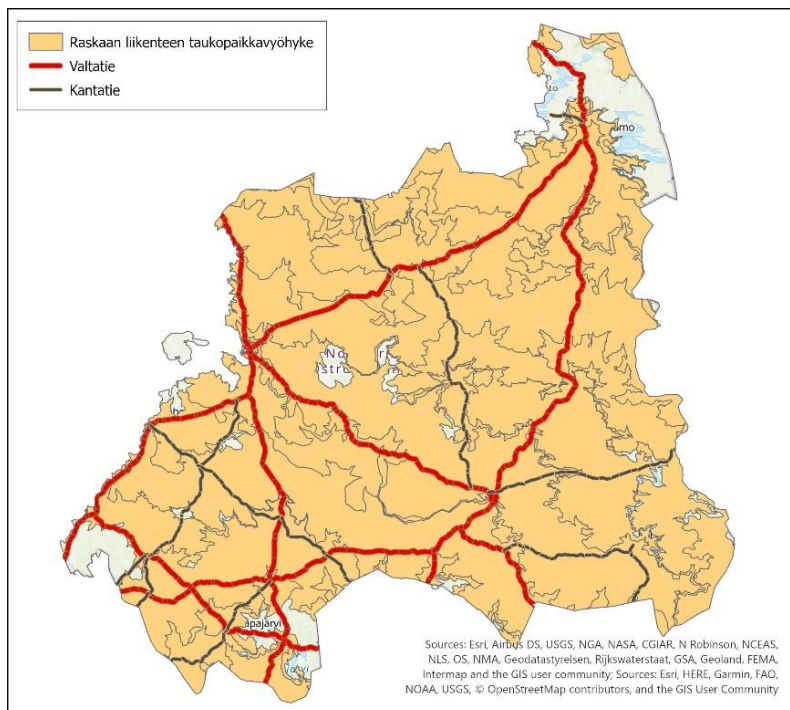 Raskaan liikenteen taukopaikkavyöhyke
Valtatie
Kantatie
Sources: Esri, Airbus DS, USGS, NGA, NASA, CGIAR, N Robinson, NCEAS,
NLS, OS, NMA, Geodatastyrelsen, Rijkswaterstaat, GSA, Geoland, FEMA,
Intermap and the GIS user community; Sources: Esri, HERE, Garmin, FAO,
NOAA, USGS, © OpenStreetMap contributors, and the GIS User Community